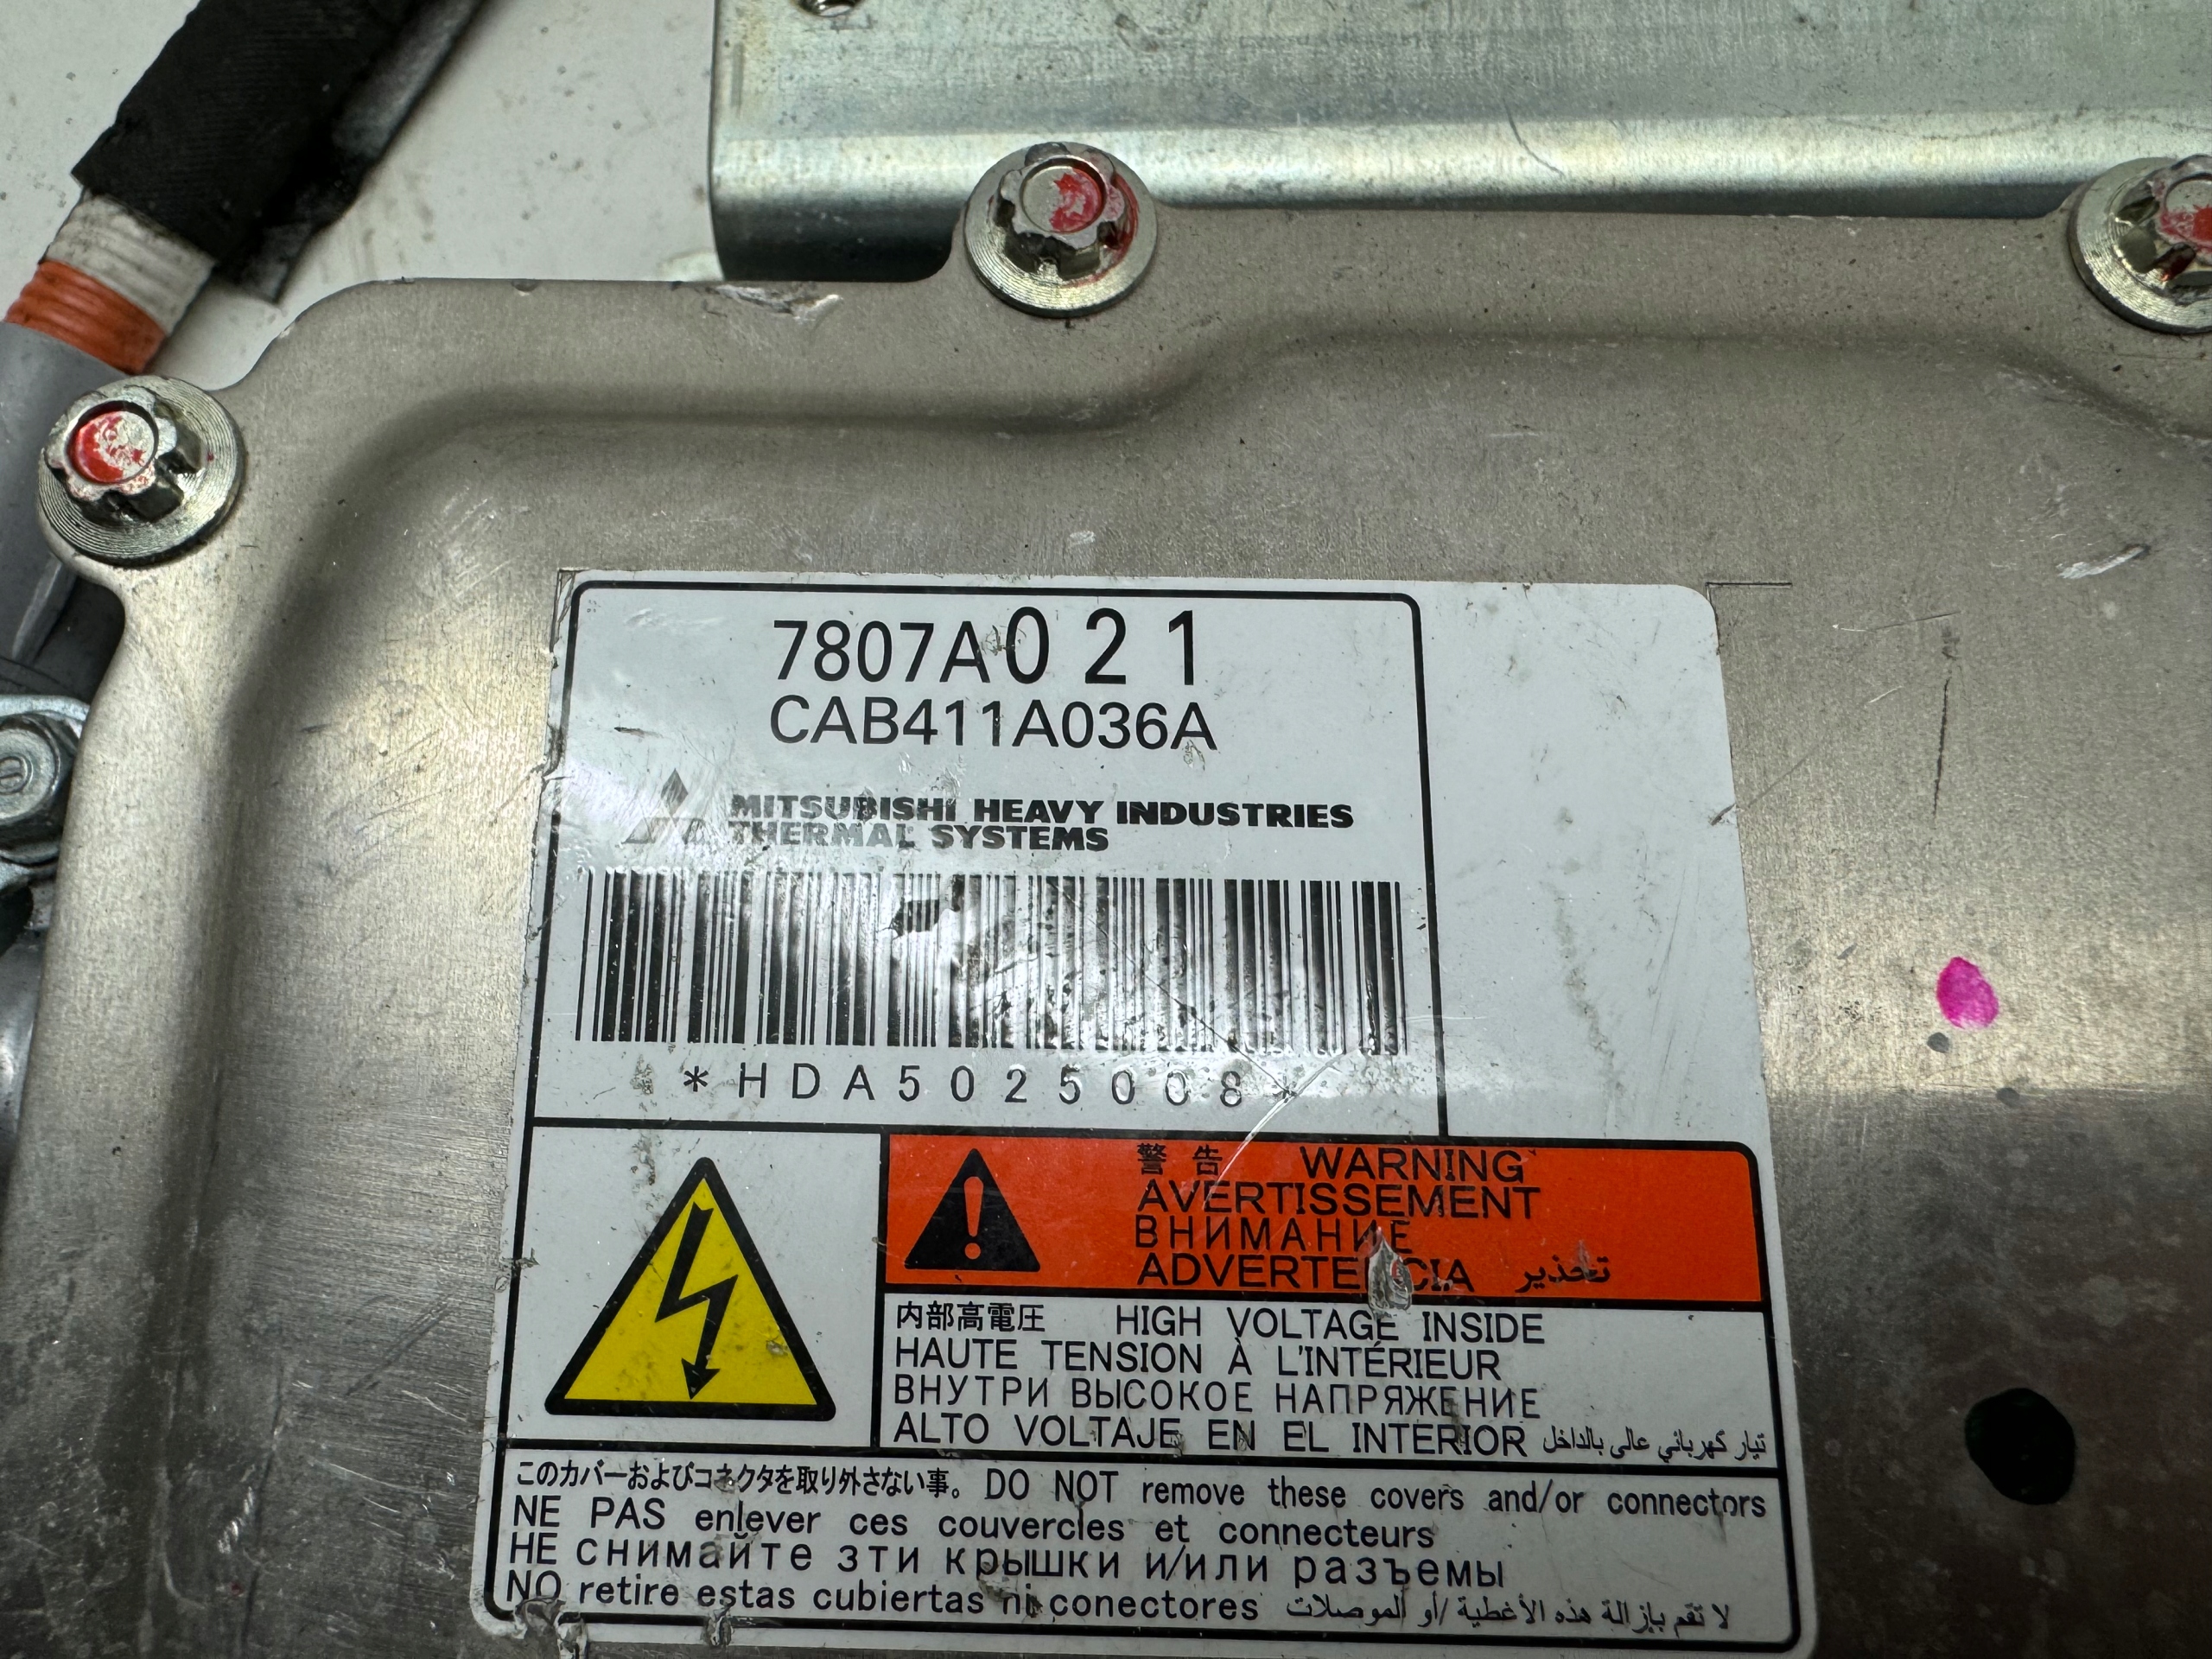 7807A021
CAB411A036A
MITSUBISHI HEAVY INDUSTRIES
THERMAL SYSTEMS
*HDA5025008*
警告 WARNING
AVERTISSEMENT
ВНИМАНИЕ
ADVERTENCIA تحذير
内部高電圧 HIGH VOLTAGE INSIDE
HAUTE TENSION À L'INTÉRIEUR
ВНУТРИ ВЫСОКОЕ НАПРЯЖЕНИЕ
ALTO VOLTAJE EN EL INTERIOR تيار كهربائي عالى بالداخل
このカバーおよびコネクタを取り外さない事。 DO NOT remove these covers and/or connectors
NE PAS enlever ces couvercles et connecteurs
НЕ снимайте зти крышки и/или разъемы
NO retire estas cubiertas ni conectores لا تقم بإزالة هذه الأغطية /أو الموصلات